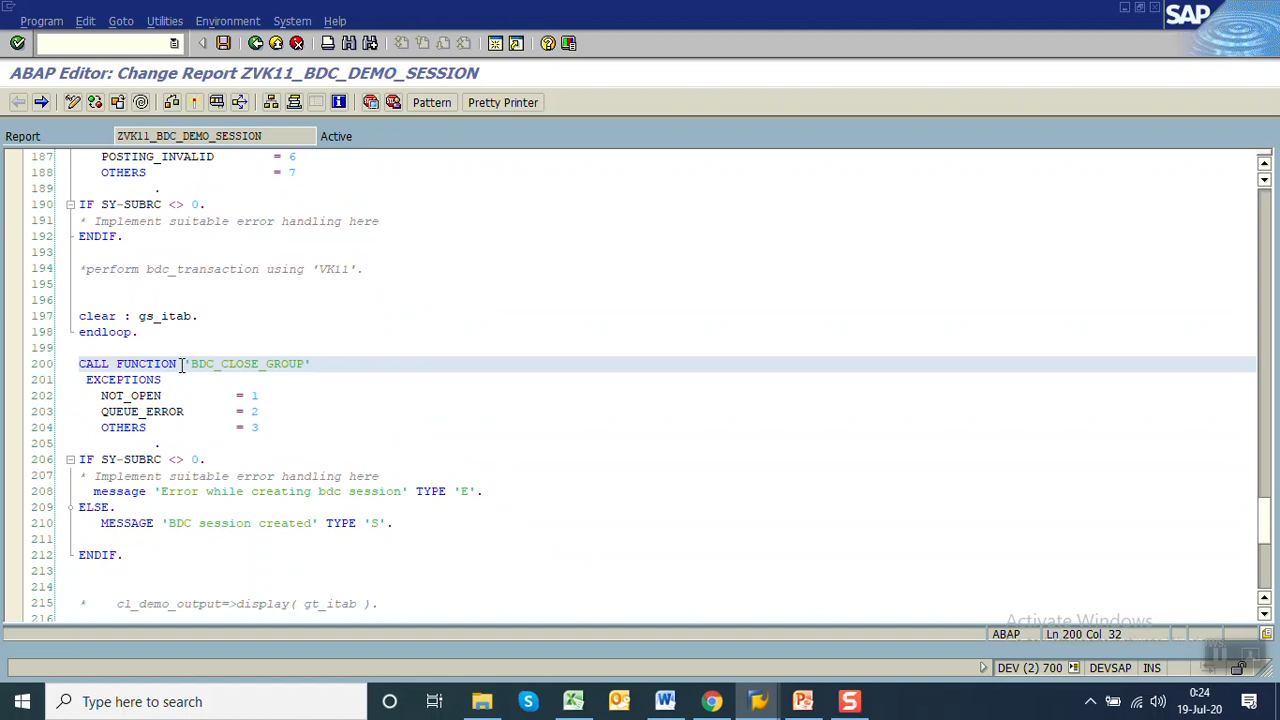 Program Edit Goto Utilities Environment System Help
SAP
ABAP Editor: Change Report ZVK11_BDC_DEMO_SESSION
Pattern Pretty Printer
Report ZVK11_BDC_DEMO_SESSION Active
187 POSTING_INVALID = 6
188 OTHERS = 7
189 .
190 IF SY-SUBRC <> 0.
191 * Implement suitable error handling here
192 ENDIF.
193
194 *perform bdc_transaction using 'VK11'.
195
196
197 clear : gs_itab.
198 endloop.
199
200 CALL FUNCTION 'BDC_CLOSE_GROUP'
201 EXCEPTIONS
202 NOT_OPEN = 1
203 QUEUE_ERROR = 2
204 OTHERS = 3
205 .
206 IF SY-SUBRC <> 0.
207 * Implement suitable error handling here
208 message 'Error while creating bdc session' TYPE 'E'.
209 ELSE.
210 MESSAGE 'BDC session created' TYPE 'S'.
211
212 ENDIF.
213
214
215 * cl_demo_output=>display( gt_itab ).
216
Activate Windows
ABAP Ln 200 Col 32
DEV (2) 700 DEVSAP INS
Type here to search
0:24
19-Jul-20